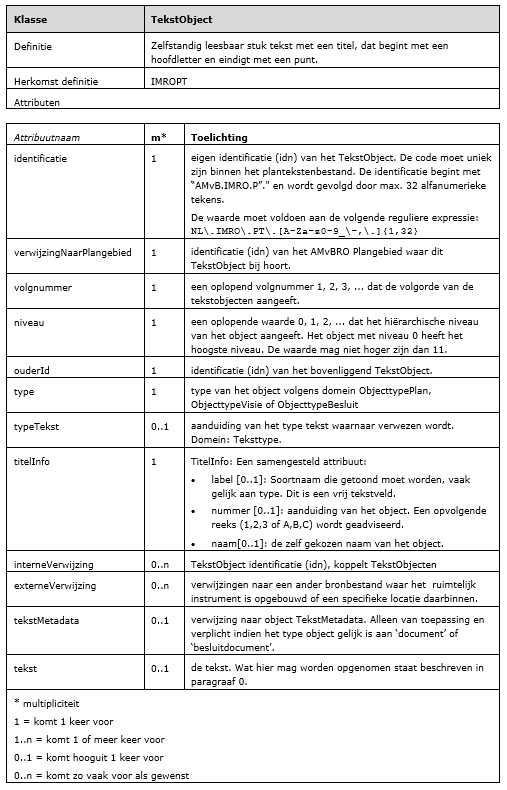 Klasse TekstObject
Definitie Zelfstandig leesbaar stuk tekst met een titel, dat begint met een
hoofdletter en eindigt met een punt.
Herkomst definitie IMROPT
Attributen
Attribuutnaam m* Toelichting
identificatie 1 eigen identificatie (idn) van het TekstObject. De code moet uniek
zijn binnen het plantekstenbestand. De identificatie begint met
“AMvB.IMRO.P”." en wordt gevolgd door max. 32 alfanumerieke
tekens.
De waarde moet voldoen aan de volgende reguliere expressie:
NL\.IMRO\.PT\.[A-Za-z0-9_\-,\.]{1,32}
verwijzingNaarPlangebied 1 identificatie (idn) van het AMvBRO Plangebied waar dit
TekstObject bij hoort.
volgnummer 1 een oplopend volgnummer 1, 2, 3, ... dat de volgorde van de
tekstobjecten aangeeft.
niveau 1 een oplopende waarde 0, 1, 2, ... dat het hiërarchische niveau
van het object aangeeft. Het object met niveau 0 heeft het
hoogste niveau. De waarde mag niet hoger zijn dan 11.
ouderId 1 identificatie (idn) van het bovenliggend TekstObject.
type 1 type van het object volgens domein ObjecttypePlan,
ObjecttypeVisie of ObjecttypeBesluit
typeTekst 0..1 aanduiding van het type tekst waarnaar verwezen wordt.
Domein: Teksttype.
titelInfo 1 TitelInfo: Een samengesteld attribuut:
• label [0..1]: Soortnaam die getoond moet worden, vaak
gelijk aan type. Dit is een vrij tekstveld.
• nummer [0..1]: aanduiding van het object. Een opvolgende
reeks (1,2,3 of A,B,C) wordt geadviseerd.
• naam[0..1]: de zelf gekozen naam van het object.
interneVerwijzing 0..n TekstObject identificatie (idn), koppelt TekstObjecten
externeVerwijzing 0..n verwijzingen naar een ander bronbestand waar het ruimtelijk
instrument is opgebouwd of een specifieke locatie daarbinnen.
tekstMetadata 0..1 verwijzing naar object TekstMetadata. Alleen van toepassing en
verplicht indien het type object gelijk is aan ‘document’ of
‘besluitdocument’.
tekst 0..1 de tekst. Wat hier mag worden opgenomen staat beschreven in
paragraaf 0.
* multipliciteit
1 = komt 1 keer voor
1..n = komt 1 of meer keer voor
0..1 = komt hooguit 1 keer voor
0..n = komt zo vaak voor als gewenst